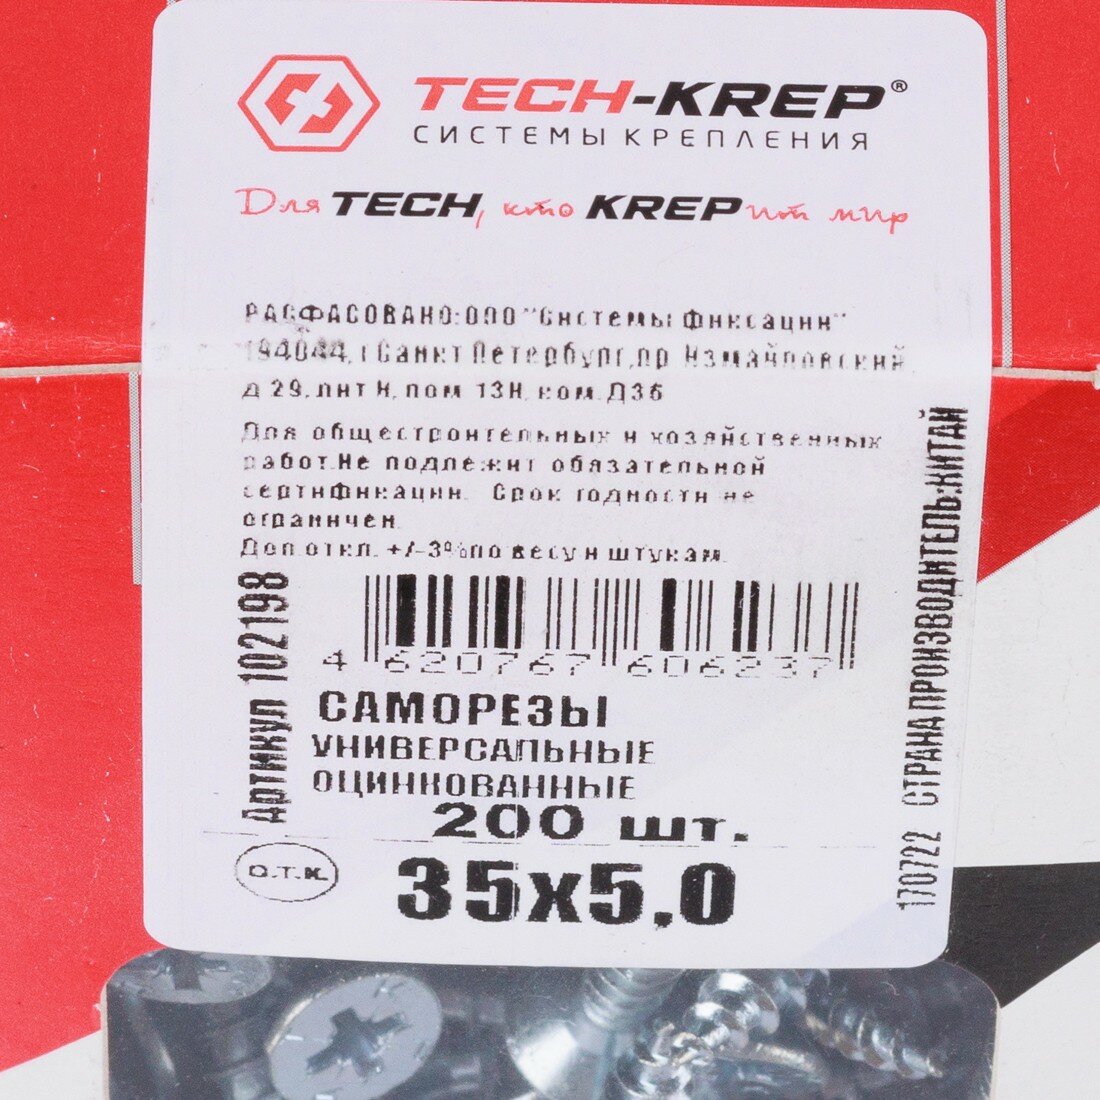 TECH-KREP®
СИСТЕМЫ КРЕПЛЕНИЯ
Для TECH, кто KREPит мир
РАСФАСОВАНО:ООО "Системы Фиксации"
194044, г.Санкт Петербург,пр. Измайловский,
д 29, лит Н, пом 13Н, ком. Д36
Для общестроительных и хозяйственных
работ.Не подлежит обязательной
сертификации. Срок годности не
ограничен.
Доп.откл. +/-3% по весу и штукам.
4 620767 606237
Артикул 102198
САМОРЕЗЫ
УНИВЕРСАЛЬНЫЕ
ОЦИНКОВАННЫЕ
200 шт.
О.Т.К.
35х5,0
170722 СТРАНА ПРОИЗВОДИТЕЛЬ:КИТАЙ